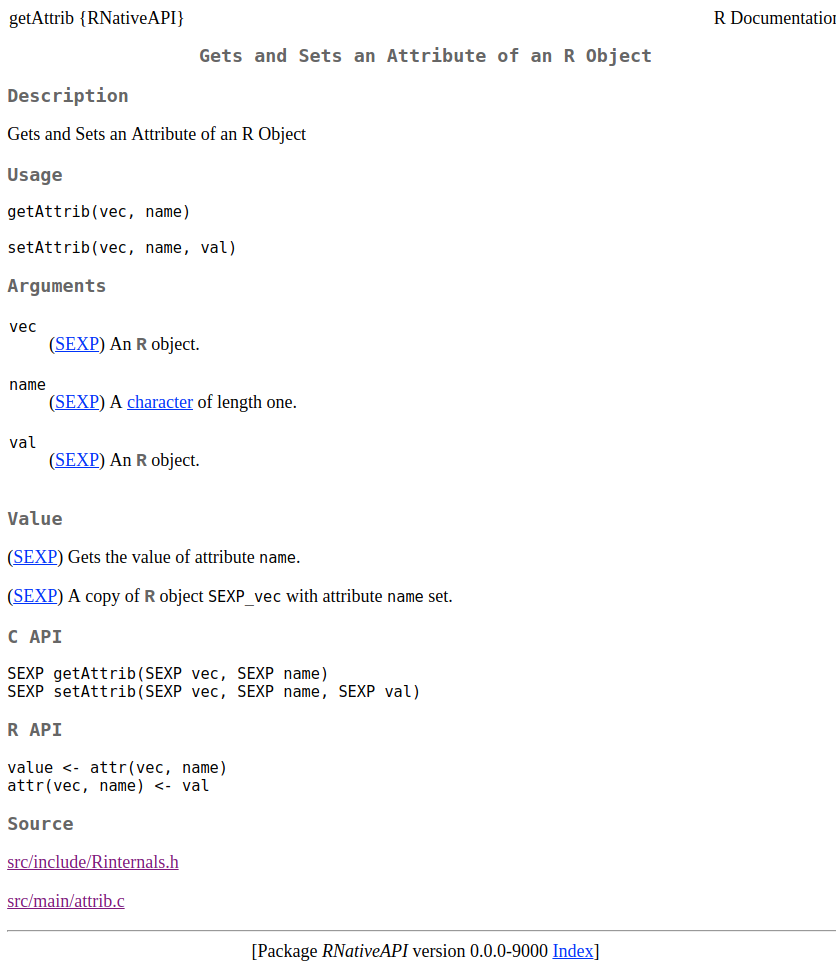 getAttrib {RNativeAPI} R Documentation
Gets and Sets an Attribute of an R Object
Description
Gets and Sets an Attribute of an R Object
Usage
getAttrib(vec, name)
setAttrib(vec, name, val)
Arguments
vec
(SEXP) An R object.
name
(SEXP) A character of length one.
val
(SEXP) An R object.
Value
(SEXP) Gets the value of attribute name.
(SEXP) A copy of R object SEXP_vec with attribute name set.
C API
SEXP getAttrib(SEXP vec, SEXP name)
SEXP setAttrib(SEXP vec, SEXP name, SEXP val)
R API
value <- attr(vec, name)
attr(vec, name) <- val
Source
src/include/Rinternals.h
src/main/attrib.c
[Package RNativeAPI version 0.0.0-9000 Index]